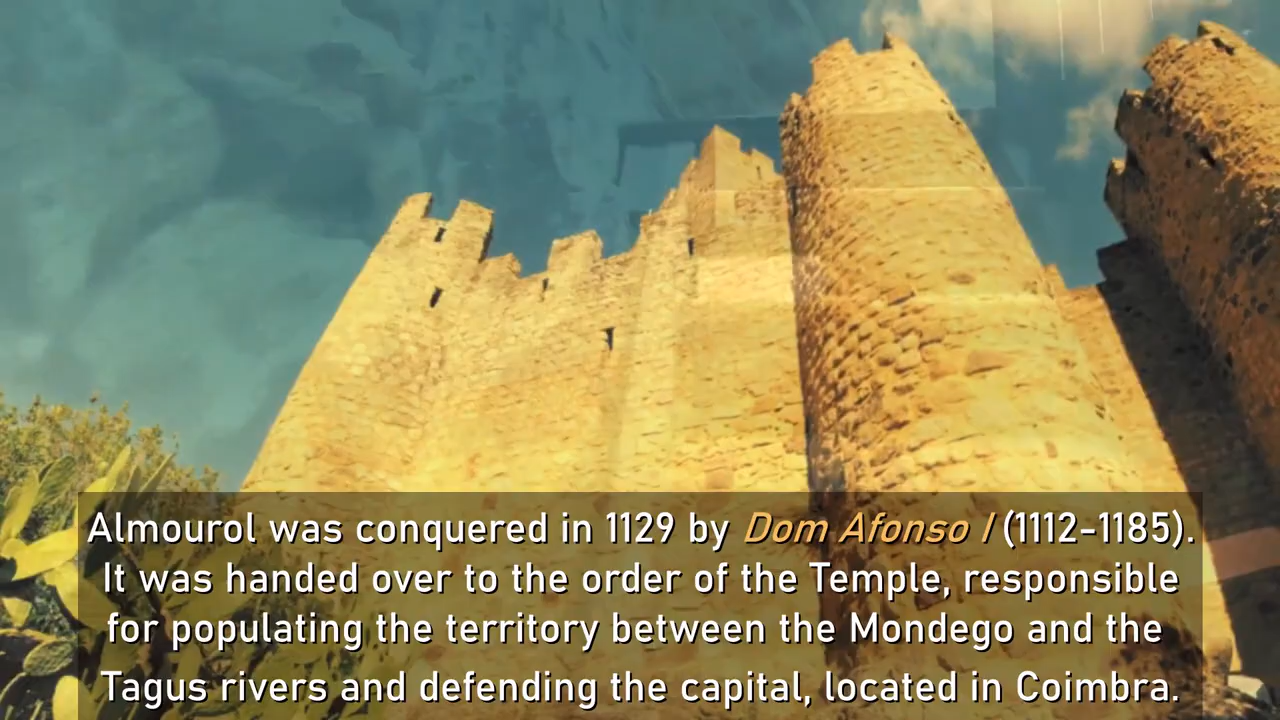 Almourol was conquered in 1129 by Dom Afonso I (1112-1185).
It was handed over to the order of the Temple, responsible
for populating the territory between the Mondego and the
Tagus rivers and defending the capital, located in Coimbra.